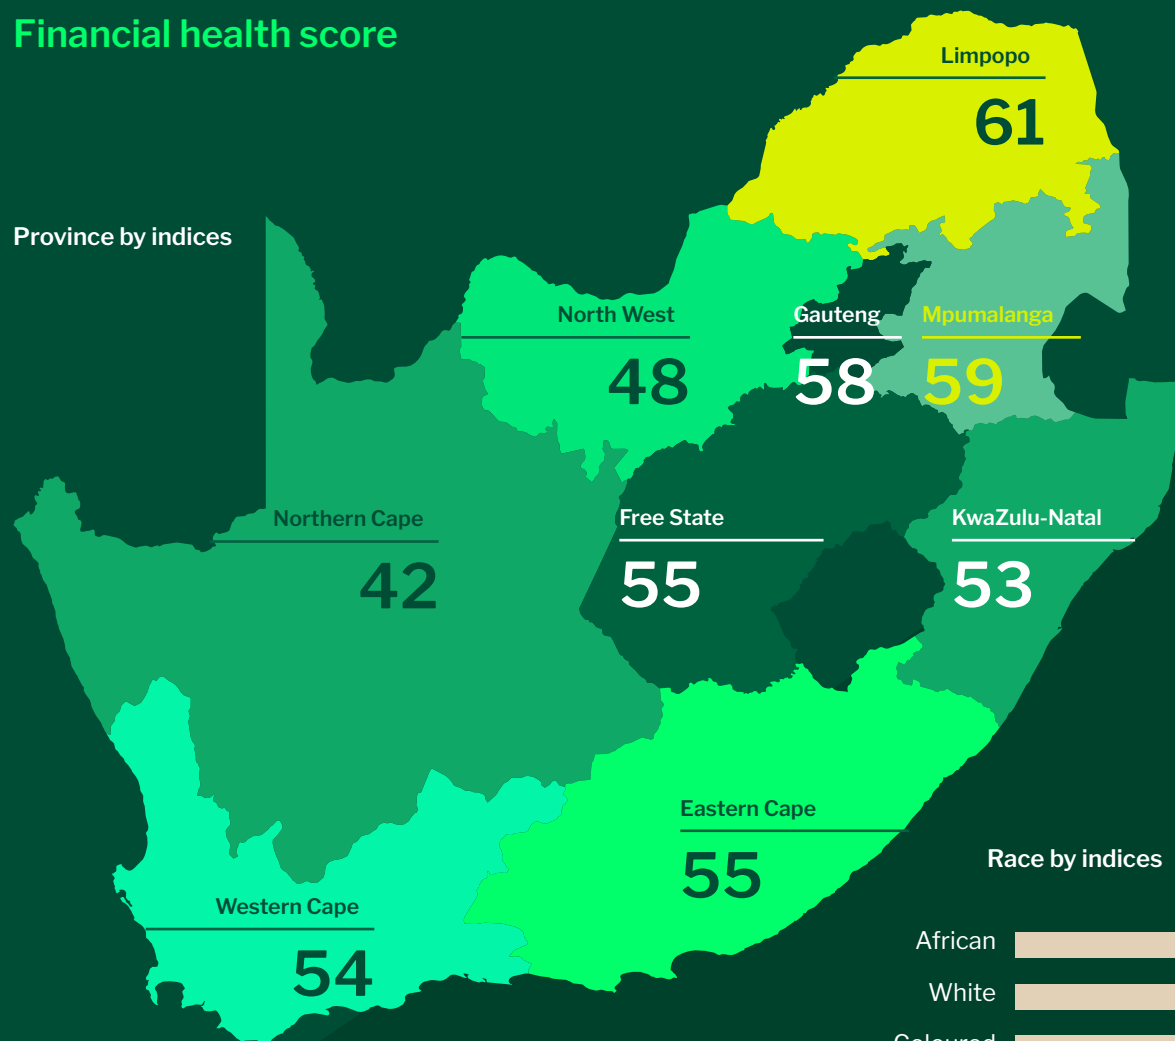 Financial health score
Limpopo
61
Province by indices
North West
48
Gauteng
58
Mpumalanga
59
Northern Cape
42
Free State
55
KwaZulu-Natal
53
Eastern Cape
55
Western Cape
54
Race by indices
African
White
Coloured